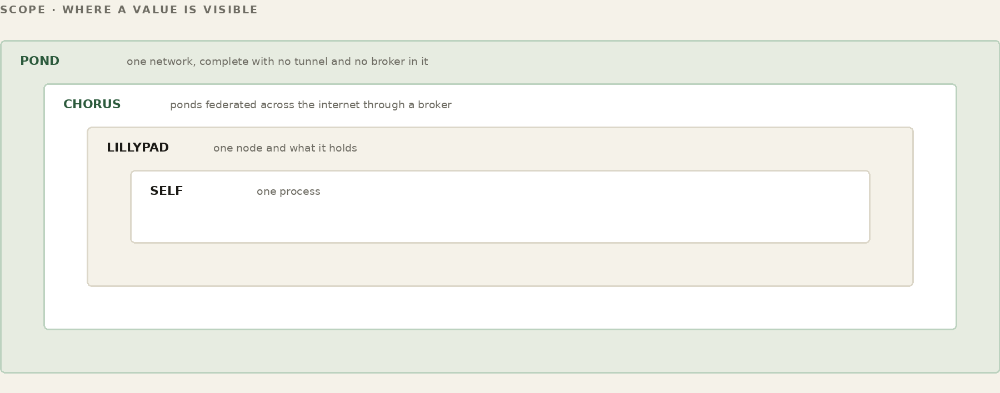 SCOPE · WHERE A VALUE IS VISIBLE
POND one network, complete with no tunnel and no broker in it
CHORUS ponds federated across the internet through a broker
LILLYPAD one node and what it holds
SELF one process